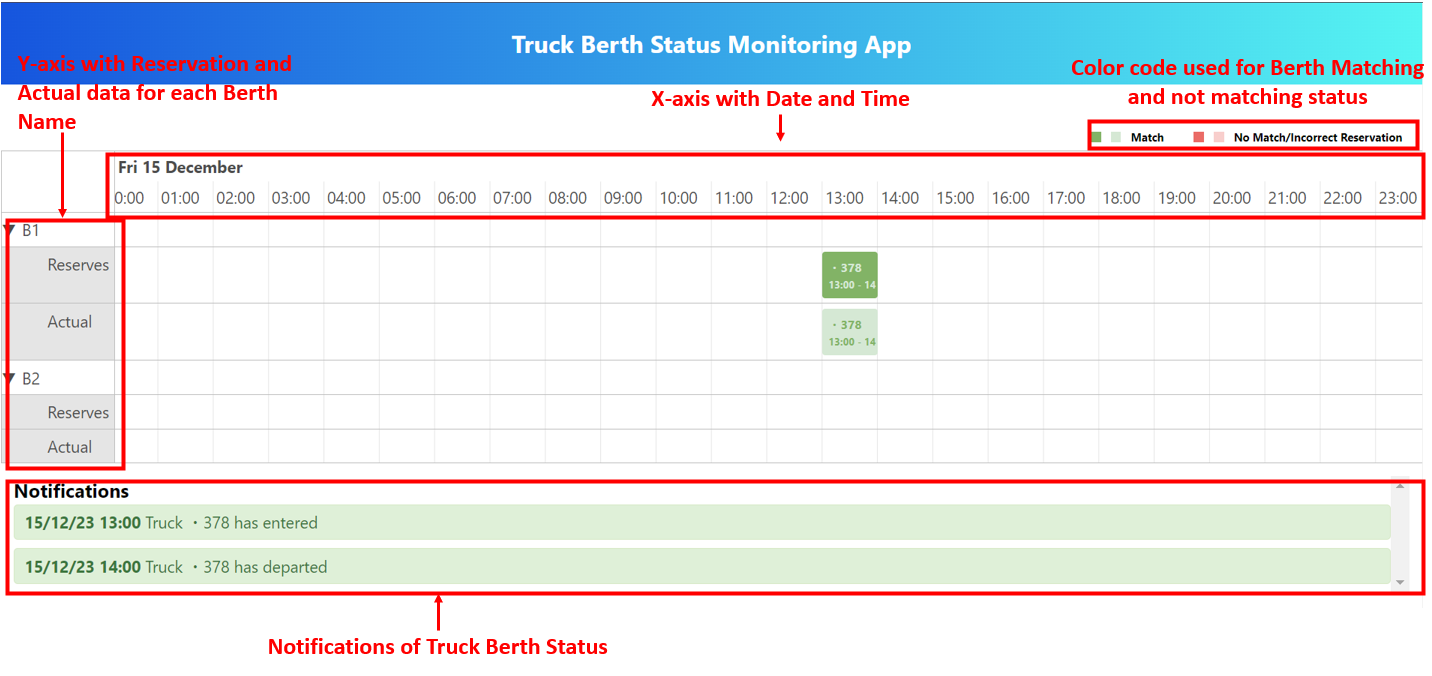 Truck Berth Status Monitoring App
Y-axis with Reservation and
Actual data for each Berth
Name
X-axis with Date and Time
Color code used for Berth Matching
and not matching status
Match
No Match/Incorrect Reservation
Fri 15 December
0:00 01:00 02:00 03:00 04:00 05:00 06:00 07:00 08:00 09:00 10:00 11:00 12:00 13:00 14:00 15:00 16:00 17:00 18:00 19:00 20:00 21:00 22:00 23:00
▼ B1
Reserves
・378
13:00 - 14
Actual
・378
13:00 - 14
▼ B2
Reserves
Actual
Notifications
15/12/23 13:00 Truck ・378 has entered
15/12/23 14:00 Truck ・378 has departed
Notifications of Truck Berth Status